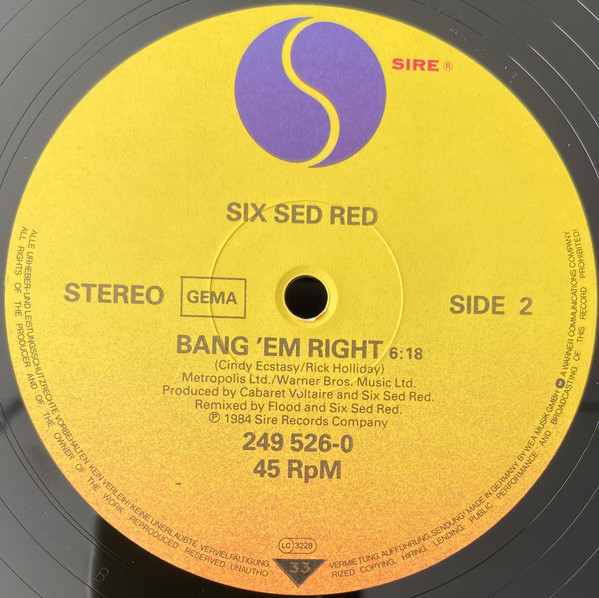 SIRE ®
SIX SED RED
STEREO
GEMA
SIDE 2
BANG 'EM RIGHT 6:18
(Cindy Ecstasy/Rick Holliday)
Metropolis Ltd./Warner Bros. Music Ltd.
Produced by Cabaret Voltaire and Six Sed Red.
Remixed by Flood and Six Sed Red.
Ⓟ 1984 Sire Records Company
249 526-0
45 RpM
LC 3228
33
ALLE URHEBER-UND LEISTUNGSSCHUTZRECHTE VORBEHALTEN. KEIN VERLEIH! KEINE UNERLAUBTE VERVIELFÄLTIGUNG, VERMIETUNG, AUFFÜHRUNG, SENDUNG! MADE IN GERMANY BY WEA MUSIK GMBH A WARNER COMMUNICATIONS COMPANY
ALL RIGHTS OF THE PRODUCER AND OF THE OWNER OF THE WORK REPRODUCED RESERVED UNAUTHORIZED COPYING, HIRING, LENDING, PUBLIC PERFORMANCE AND BROADCASTING OF THIS RECORD PROHIBITED!